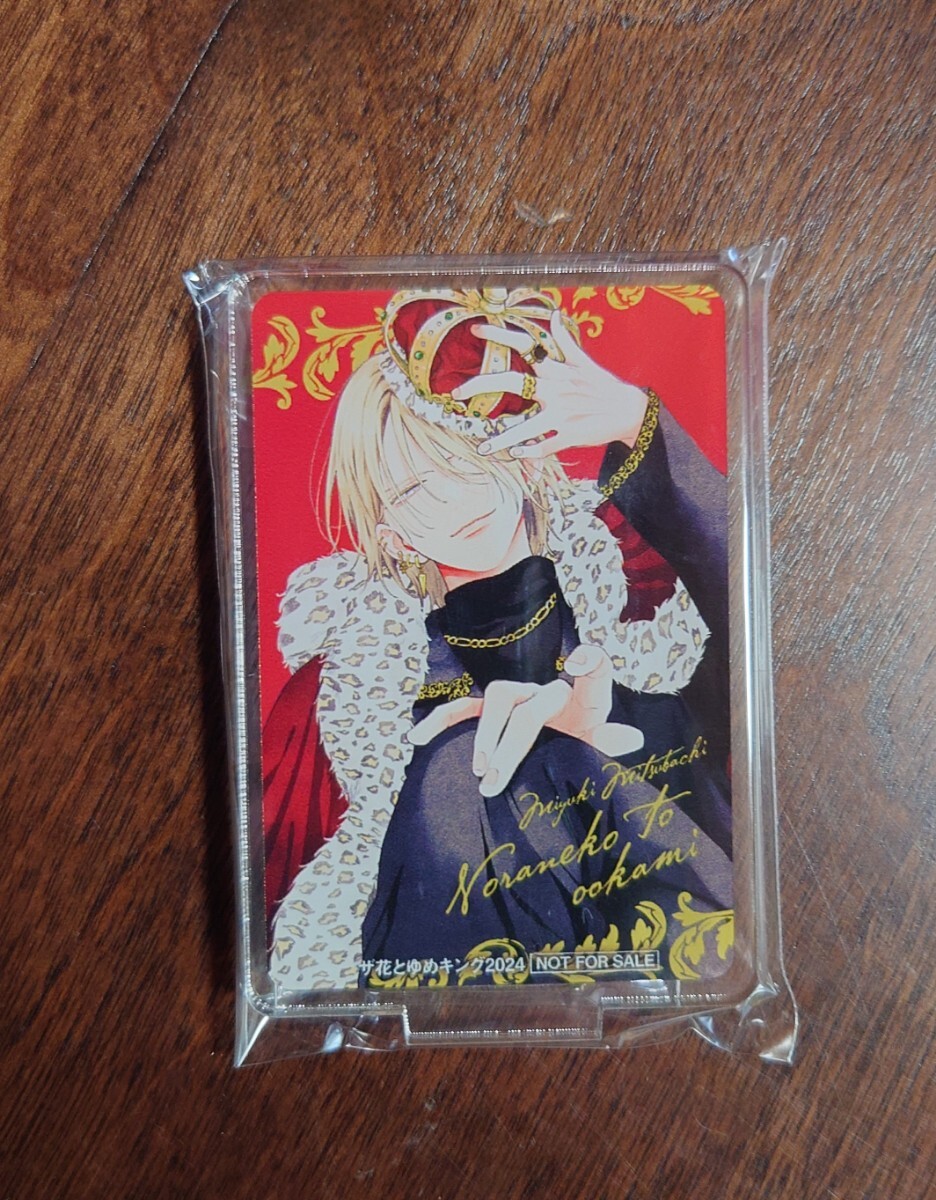 Miyuki Mitsubachi
Noraneko to
ookami
ザ花とゆめキング2024 NOT FOR SALE